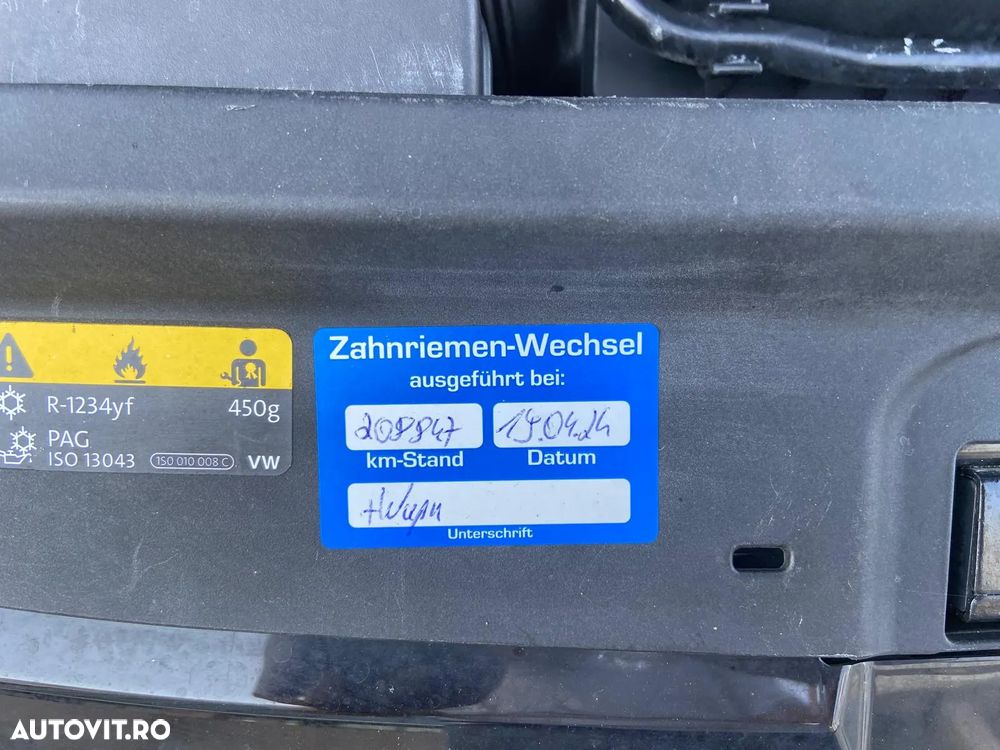 R-1234yf 450g
PAG
ISO 13043 1S0 010 008 C VW
Zahnriemen-Wechsel
ausgeführt bei:
208847 19.04.24
km-Stand Datum
Unterschrift
AUTOVIT.RO